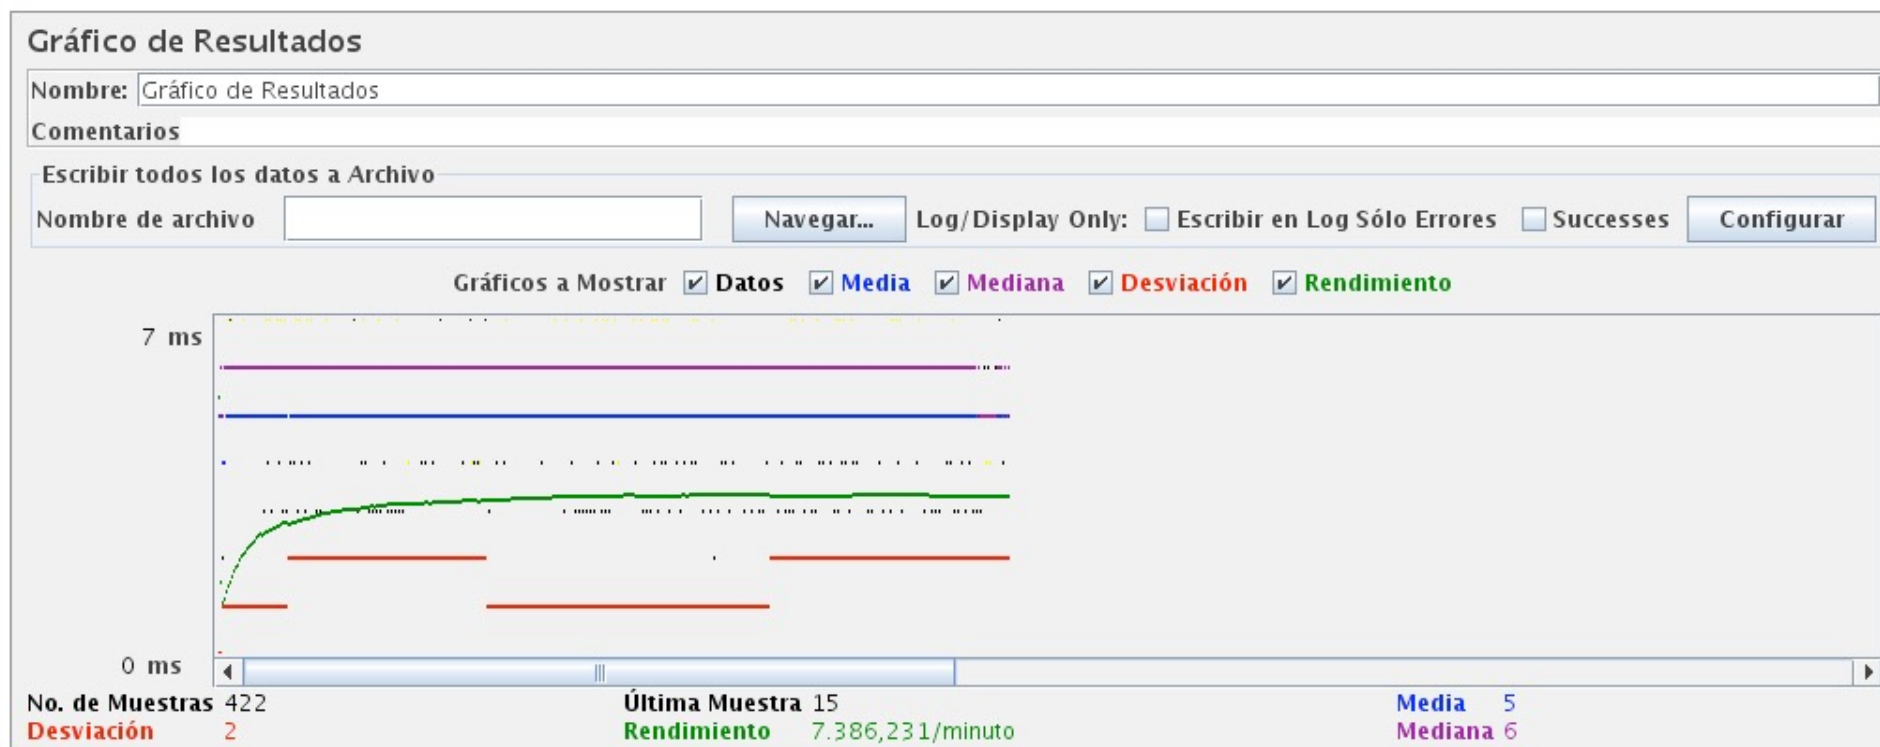 Gráfico de Resultados
Nombre: Gráfico de Resultados
Comentarios
Escribir todos los datos a Archivo
Nombre de archivo Navegar... Log/Display Only: Escribir en Log Sólo Errores Successes Configurar
Gráficos a Mostrar Datos Media Mediana Desviación Rendimiento
7 ms
0 ms
No. de Muestras 422 Última Muestra 15 Media 5
Desviación 2 Rendimiento 7.386,231/minuto Mediana 6